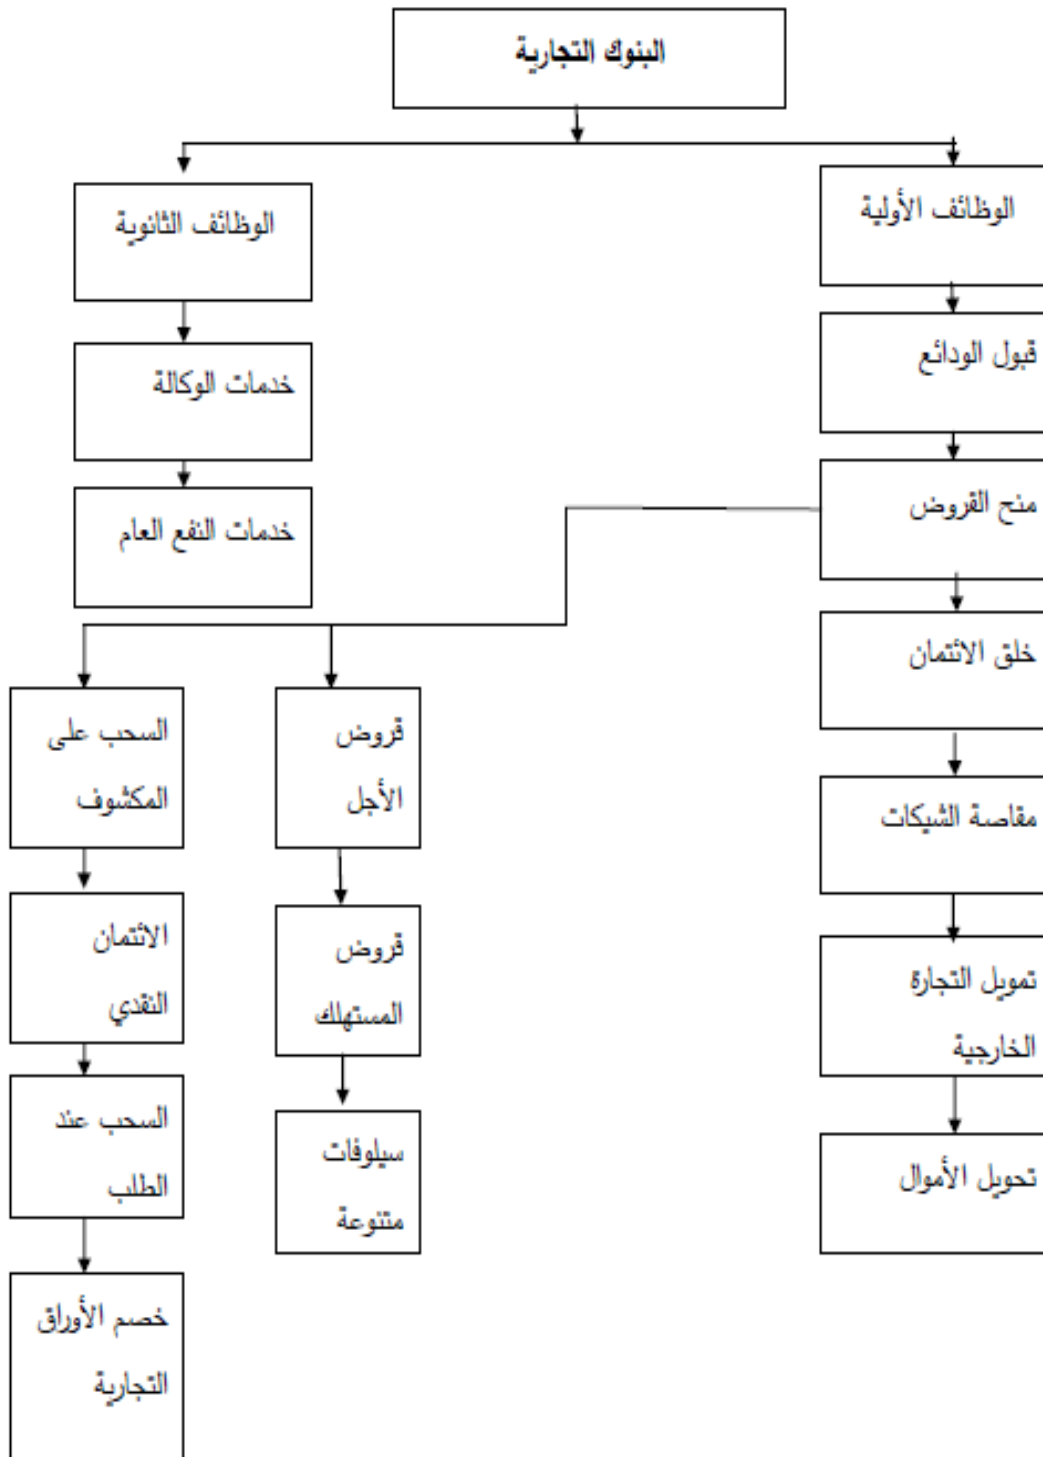 البنوك التجارية
الوظائف الأولية
قبول الودائع
منح القروض
خلق الائتمان
مقاصة الشيكات
تمويل التجارة
الخارجية
تحويل الأموال
الوظائف الثانوية
خدمات الوكالة
خدمات النفع العام
قروض
الأجل
قروض
المستهلك
سيلوفات
متنوعة
السحب على
المكشوف
الائتمان
النقدي
السحب عند
الطلب
خصم الأوراق
التجارية